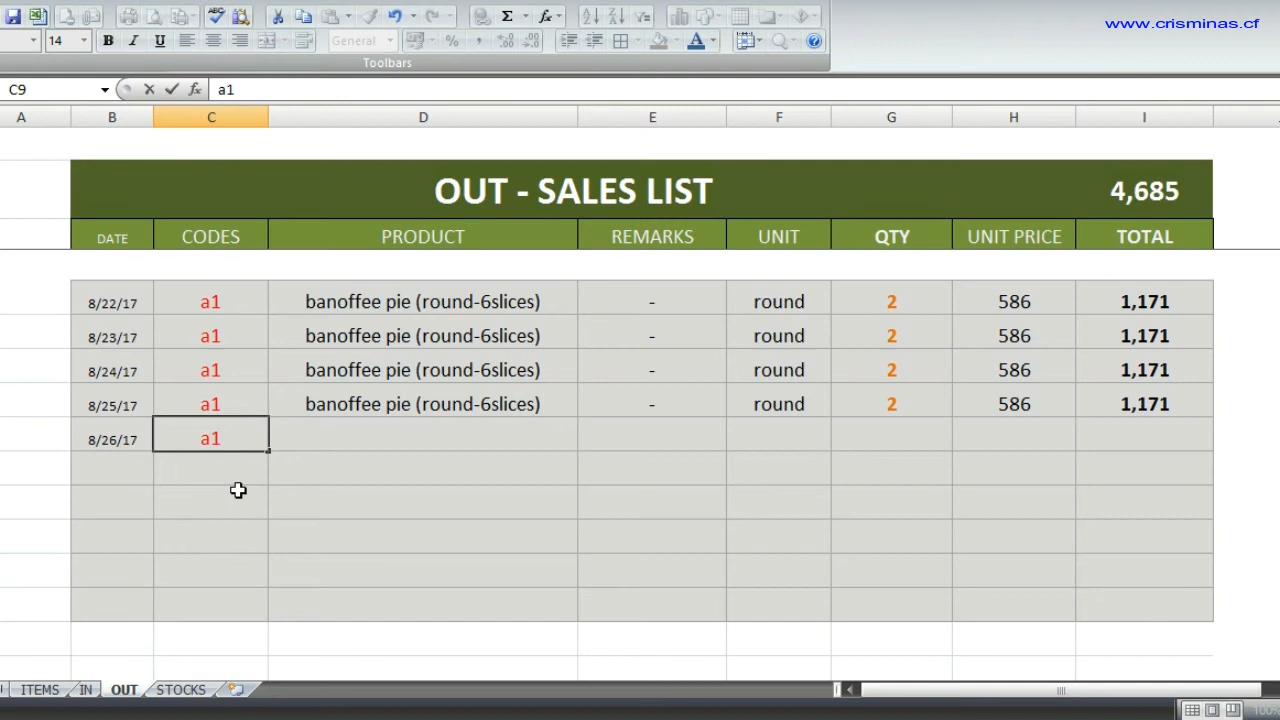 www.crisminas.cf
14 B I U General Σ fx % A
Toolbars
C9 fx a1
A B C D E F G H I
OUT - SALES LIST 4,685
DATE CODES PRODUCT REMARKS UNIT QTY UNIT PRICE TOTAL
8/22/17 a1 banoffee pie (round-6slices) - round 2 586 1,171
8/23/17 a1 banoffee pie (round-6slices) - round 2 586 1,171
8/24/17 a1 banoffee pie (round-6slices) - round 2 586 1,171
8/25/17 a1 banoffee pie (round-6slices) - round 2 586 1,171
8/26/17 a1
ITEMS IN OUT STOCKS
100%